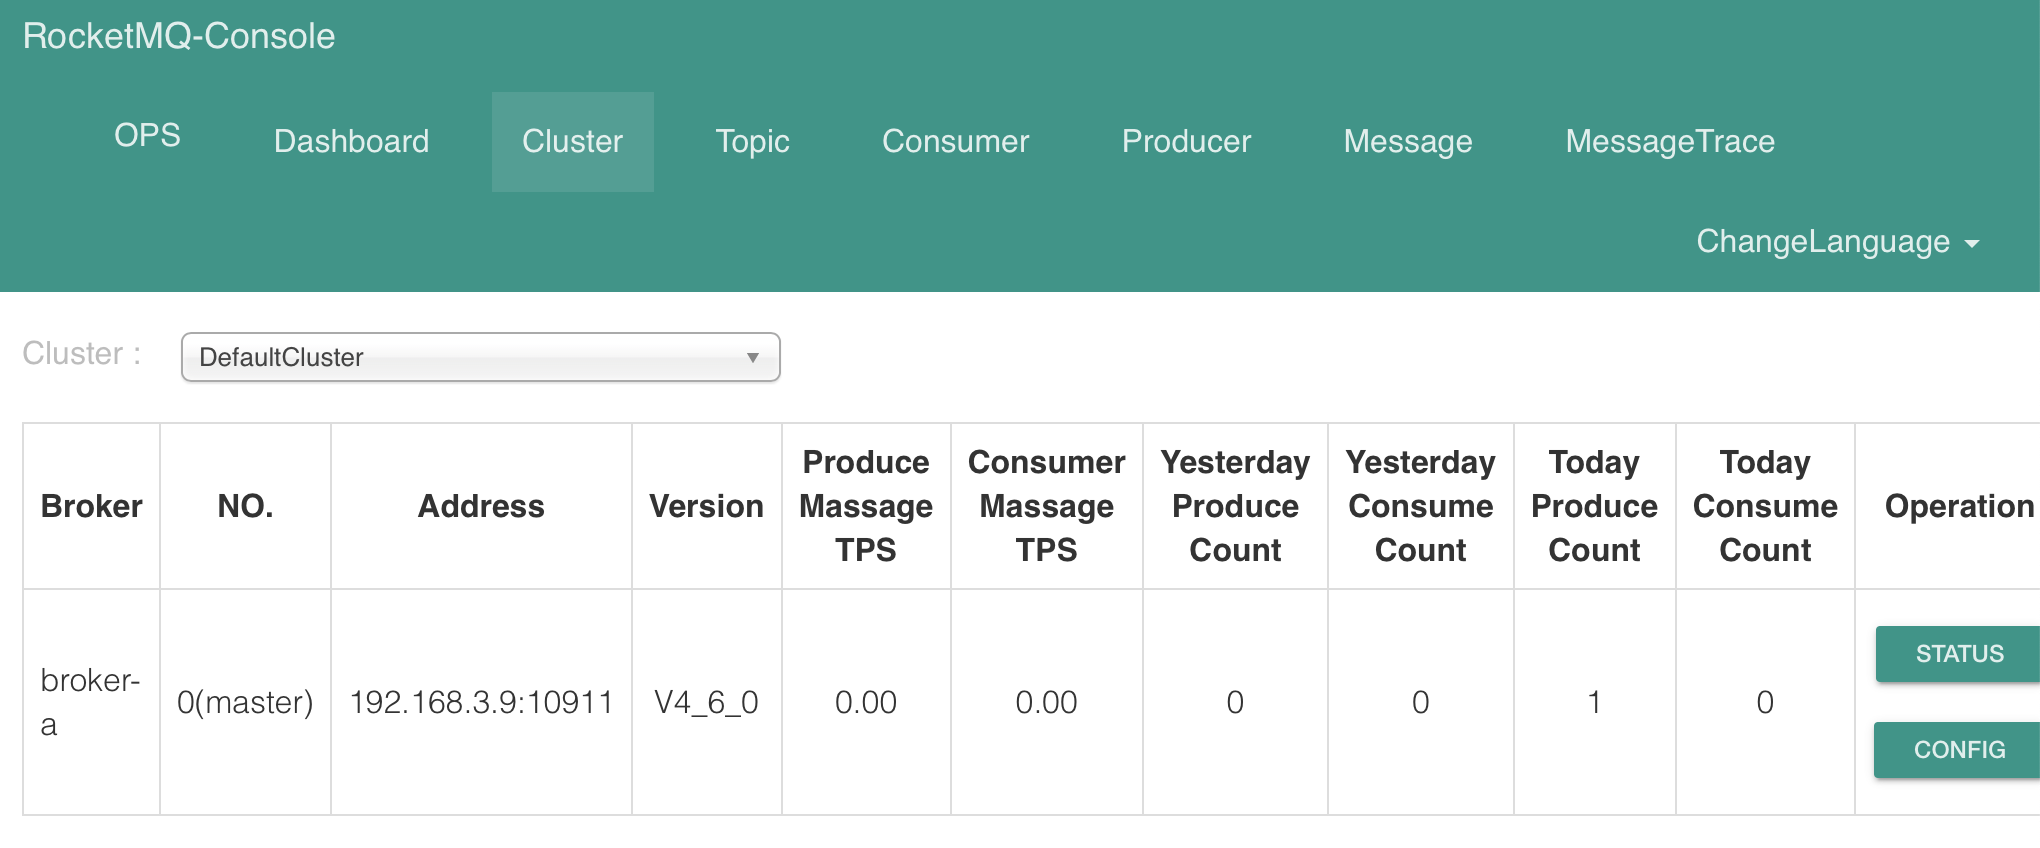 RocketMQ-Console
OPS Dashboard Cluster Topic Consumer Producer Message MessageTrace
ChangeLanguage
Cluster :
DefaultCluster
Broker
NO.
Address
Version
Produce
Massage
TPS
Consumer
Massage
TPS
Yesterday
Produce
Count
Yesterday
Consume
Count
Today
Produce
Count
Today
Consume
Count
Operation
broker-
a
0(master)
192.168.3.9:10911
V4_6_0
0.00
0.00
0
0
1
0
STATUS
CONFIG